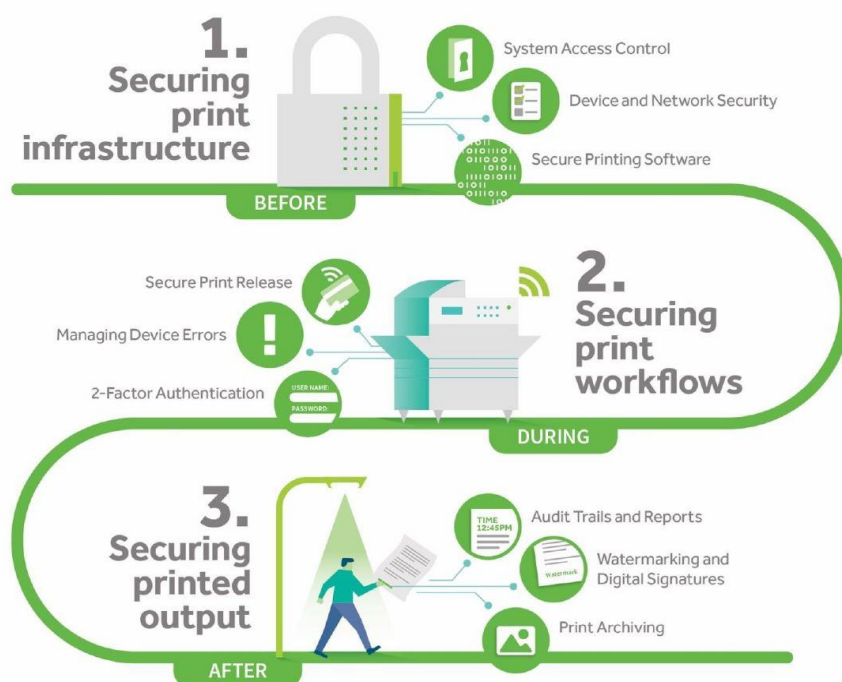 1.
Securing
print
infrastructure
System Access Control
Device and Network Security
Secure Printing Software
BEFORE
2.
Securing
print
workflows
Secure Print Release
Managing Device Errors
2-Factor Authentication
USER NAME:
PASSWORD:
DURING
3.
Securing
printed
output
TIME
12:45PM
Audit Trails and Reports
Watermark
Watermarking and
Digital Signatures
Print Archiving
AFTER